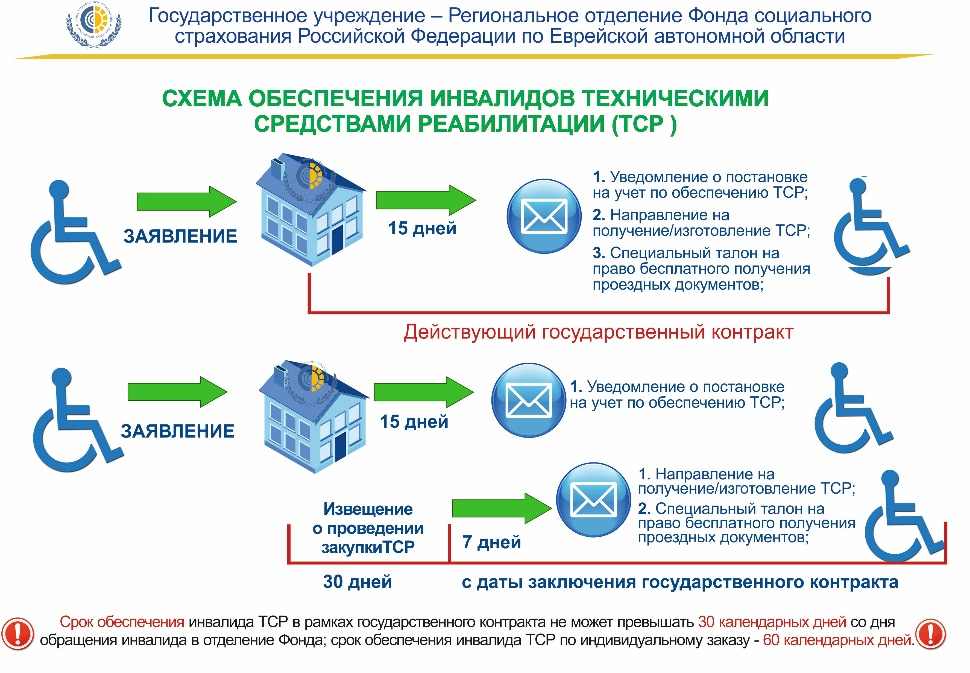 Государственное учреждение – Региональное отделение Фонда социального
страхования Российской Федерации по Еврейской автономной области
СХЕМА ОБЕСПЕЧЕНИЯ ИНВАЛИДОВ ТЕХНИЧЕСКИМИ
СРЕДСТВАМИ РЕАБИЛИТАЦИИ (ТСР )
ЗАЯВЛЕНИЕ
15 дней
1. Уведомление о постановке
на учет по обеспечению ТСР;
2. Направление на
получение/изготовление ТСР;
3. Специальный талон на
право бесплатного получения
проездных документов;
Действующий государственный контракт
ЗАЯВЛЕНИЕ
15 дней
1. Уведомление о постановке
на учет по обеспечению ТСР;
Извещение
о проведении
закупкиТСР
30 дней
7 дней
1. Направление на
получение/изготовление ТСР;
2. Специальный талон на
право бесплатного получения
проездных документов;
с даты заключения государственного контракта
Срок обеспечения инвалида ТСР в рамках государственного контракта не может превышать 30 календарных дней со дня
обращения инвалида в отделение Фонда; срок обеспечения инвалида ТСР по индивидуальному заказу - 60 календарных дней.